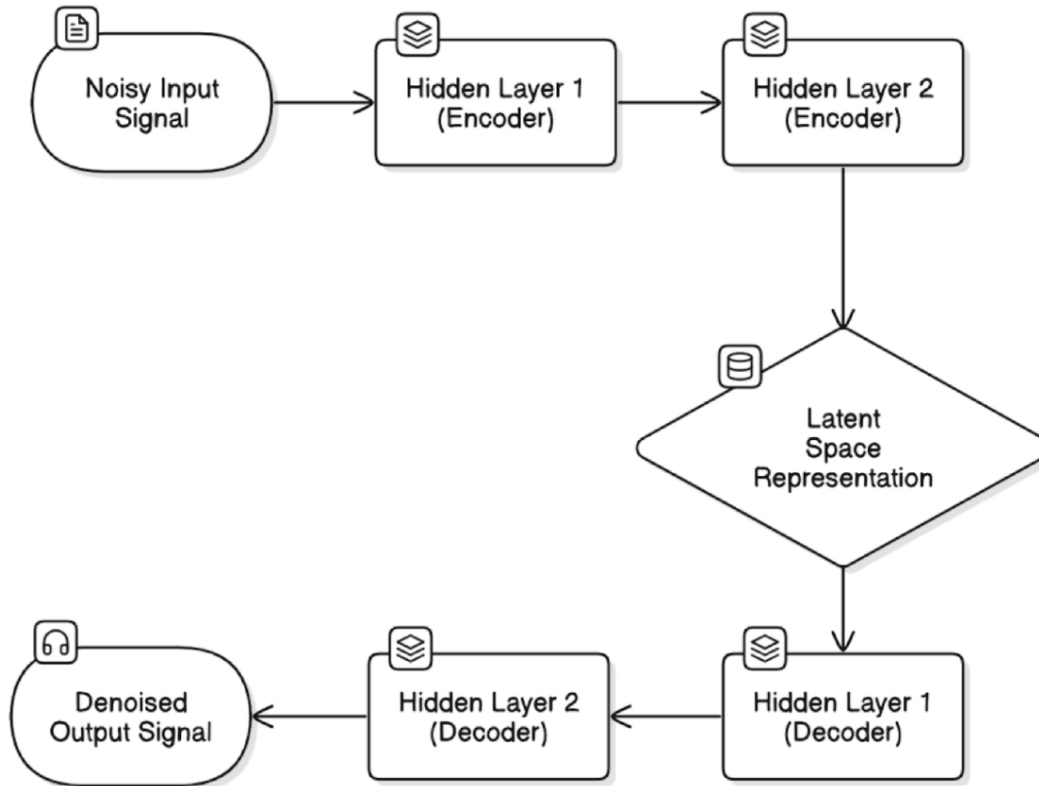 Noisy Input
Signal
Hidden Layer 1
(Encoder)
Hidden Layer 2
(Encoder)
Latent
Space
Representation
Hidden Layer 1
(Decoder)
Hidden Layer 2
(Decoder)
Denoised
Output Signal